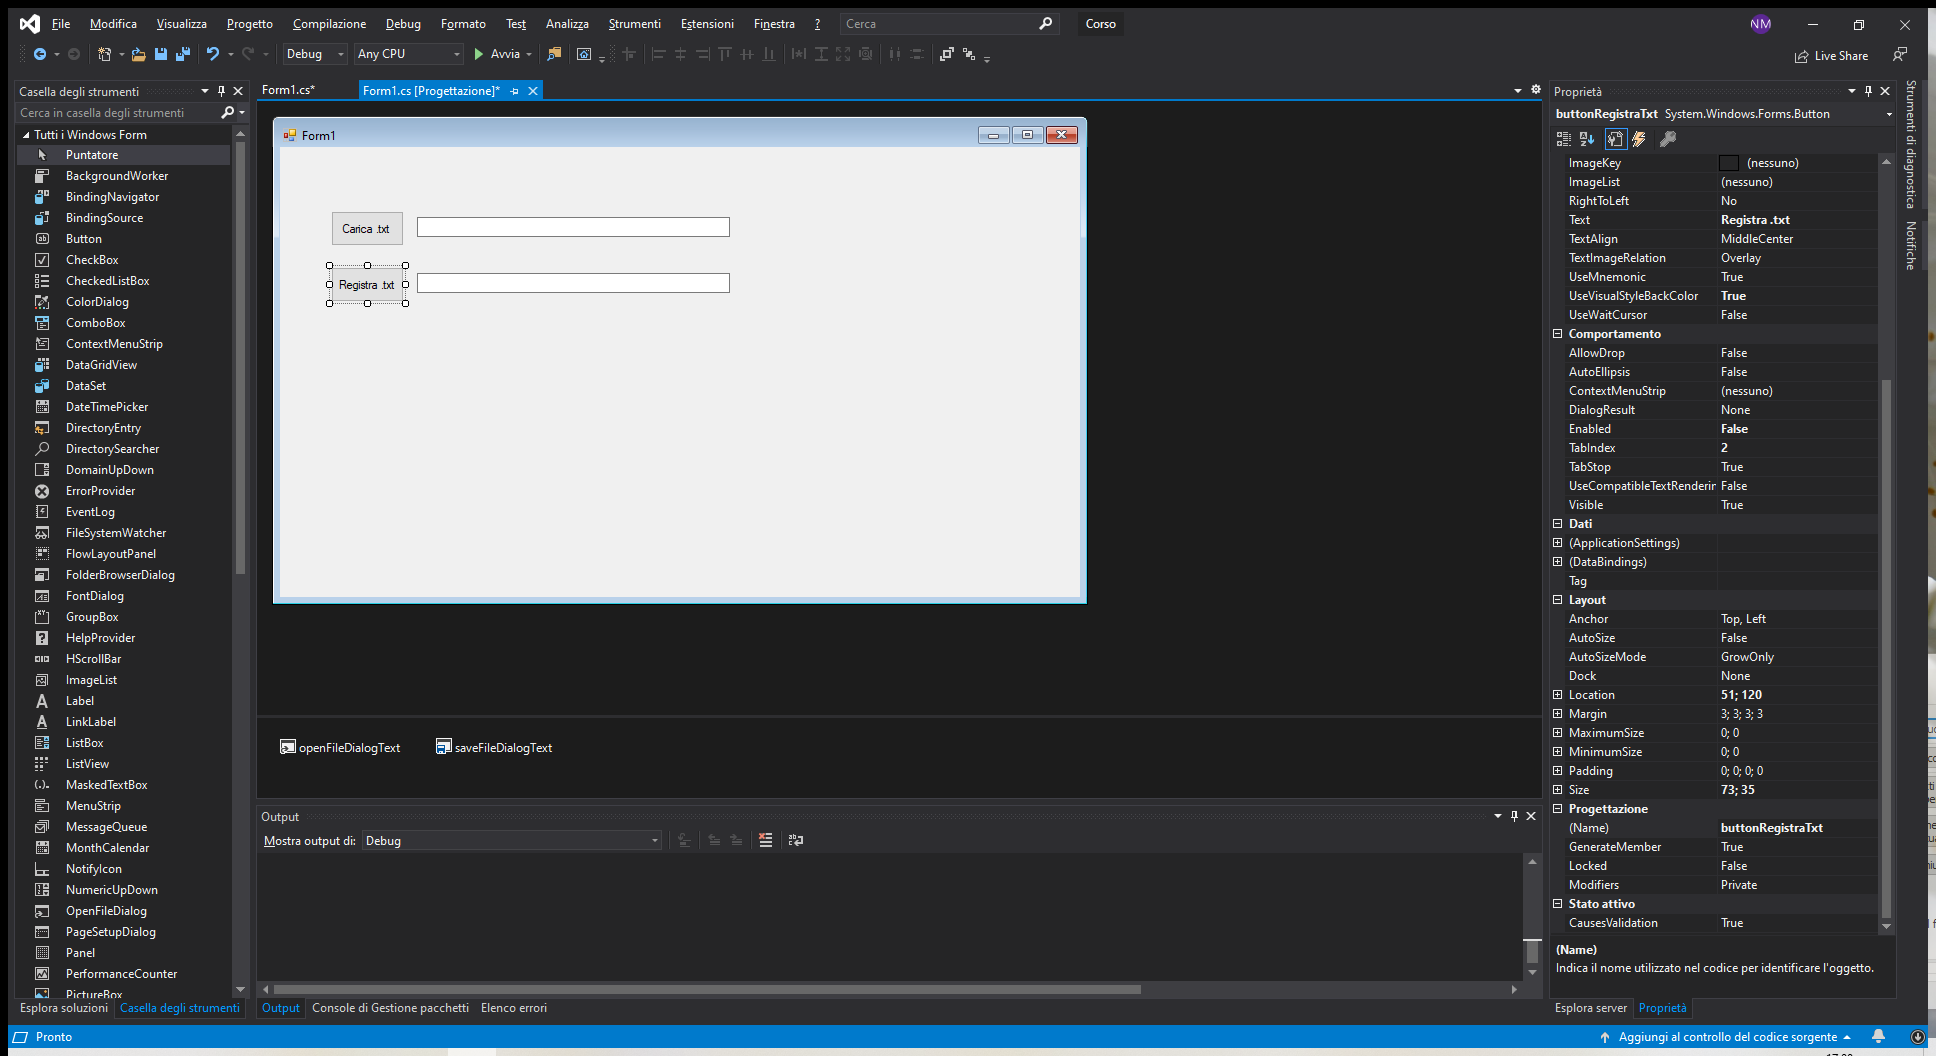 File Modifica Visualizza Progetto Compilazione Debug Formato Test Analizza Strumenti Estensioni Finestra ? Cerca Corso NM
Debug Any CPU Avvia Live Share
Casella degli strumenti
Cerca in casella degli strumenti
Tutti i Windows Form
Puntatore
BackgroundWorker
BindingNavigator
BindingSource
Button
CheckBox
CheckedListBox
ColorDialog
ComboBox
ContextMenuStrip
DataGridView
DataSet
DateTimePicker
DirectoryEntry
DirectorySearcher
DomainUpDown
ErrorProvider
EventLog
FileSystemWatcher
FlowLayoutPanel
FolderBrowserDialog
FontDialog
GroupBox
HelpProvider
HScrollBar
ImageList
Label
LinkLabel
ListBox
ListView
MaskedTextBox
MenuStrip
MessageQueue
MonthCalendar
NotifyIcon
NumericUpDown
OpenFileDialog
PageSetupDialog
Panel
PerformanceCounter
PictureBox
Esplora soluzioni Casella degli strumenti
Form1.cs* Form1.cs [Progettazione]*
Form1
Carica .txt
Registra .txt
openFileDialogText saveFileDialogText
Output
Mostra output di: Debug
Output Console di Gestione pacchetti Elenco errori
Proprietà
buttonRegistraTxt System.Windows.Forms.Button
ImageKey (nessuno)
ImageList (nessuno)
RightToLeft No
Text Registra .txt
TextAlign MiddleCenter
TextImageRelation Overlay
UseMnemonic True
UseVisualStyleBackColor True
UseWaitCursor False
Comportamento
AllowDrop False
AutoEllipsis False
ContextMenuStrip (nessuno)
DialogResult None
Enabled False
TabIndex 2
TabStop True
UseCompatibleTextRenderin False
Visible True
Dati
(ApplicationSettings)
(DataBindings)
Tag
Layout
Anchor Top, Left
AutoSize False
AutoSizeMode GrowOnly
Dock None
Location 51; 120
Margin 3; 3; 3; 3
MaximumSize 0; 0
MinimumSize 0; 0
Padding 0; 0; 0; 0
Size 73; 35
Progettazione
(Name) buttonRegistraTxt
GenerateMember True
Locked False
Modifiers Private
Stato attivo
CausesValidation True
(Name)
Indica il nome utilizzato nel codice per identificare l'oggetto.
Esplora server Proprietà
Strumenti di diagnostica
Notifiche
Pronto Aggiungi al controllo del codice sorgente